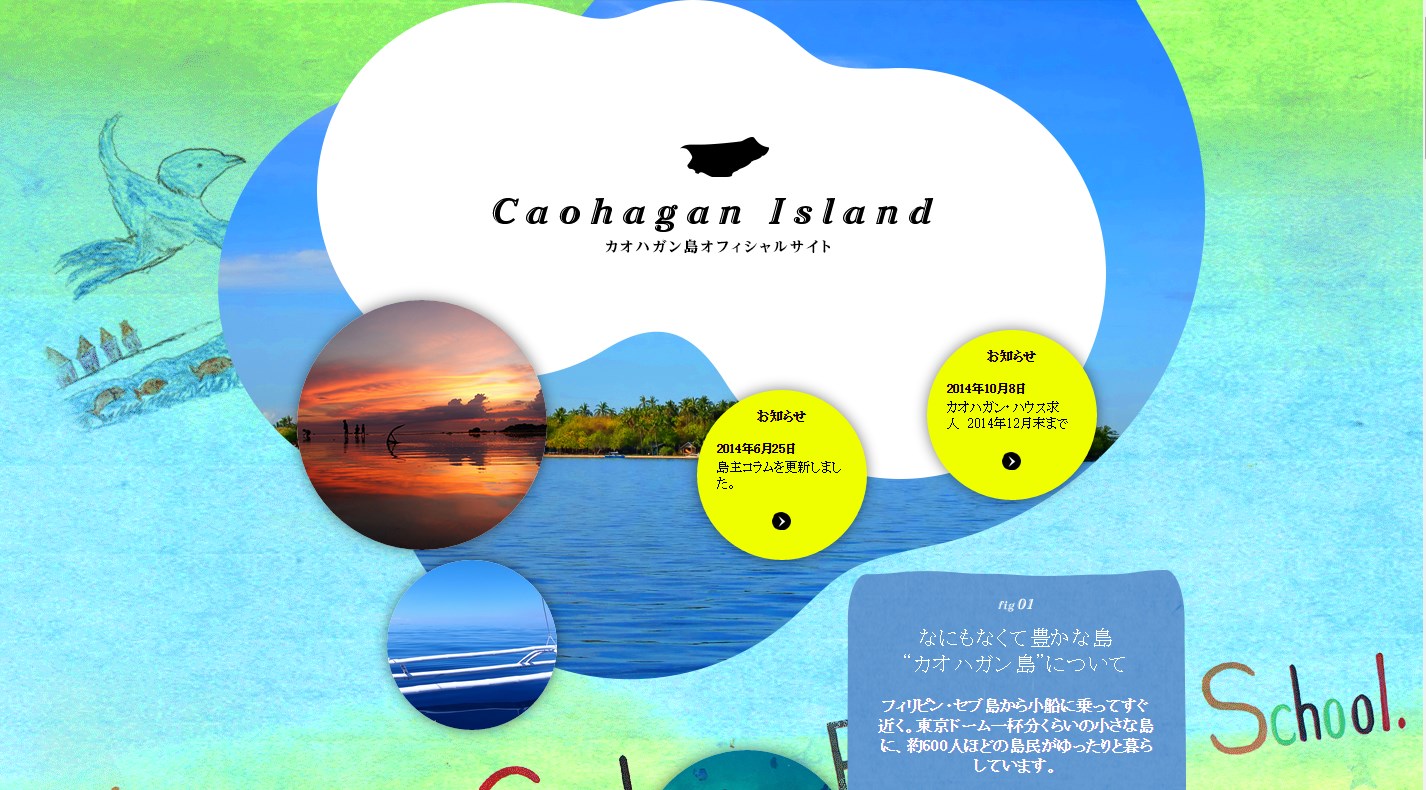 Caohagan Island
カオハガン島オフィシャルサイト
お知らせ
2014年10月8日
カオハガン・ハウス求
人 2014年12月末まで
お知らせ
2014年6月25日
島主コラムを更新しまし
た。
fig 01
なにもなくて豊かな島
“カオハガン島”について
フィリピン・セブ島から小船に乗ってすぐ
近く。東京ドーム一杯分くらいの小さな島
に、約600人ほどの島民がゆったりと暮ら
しています。
School.